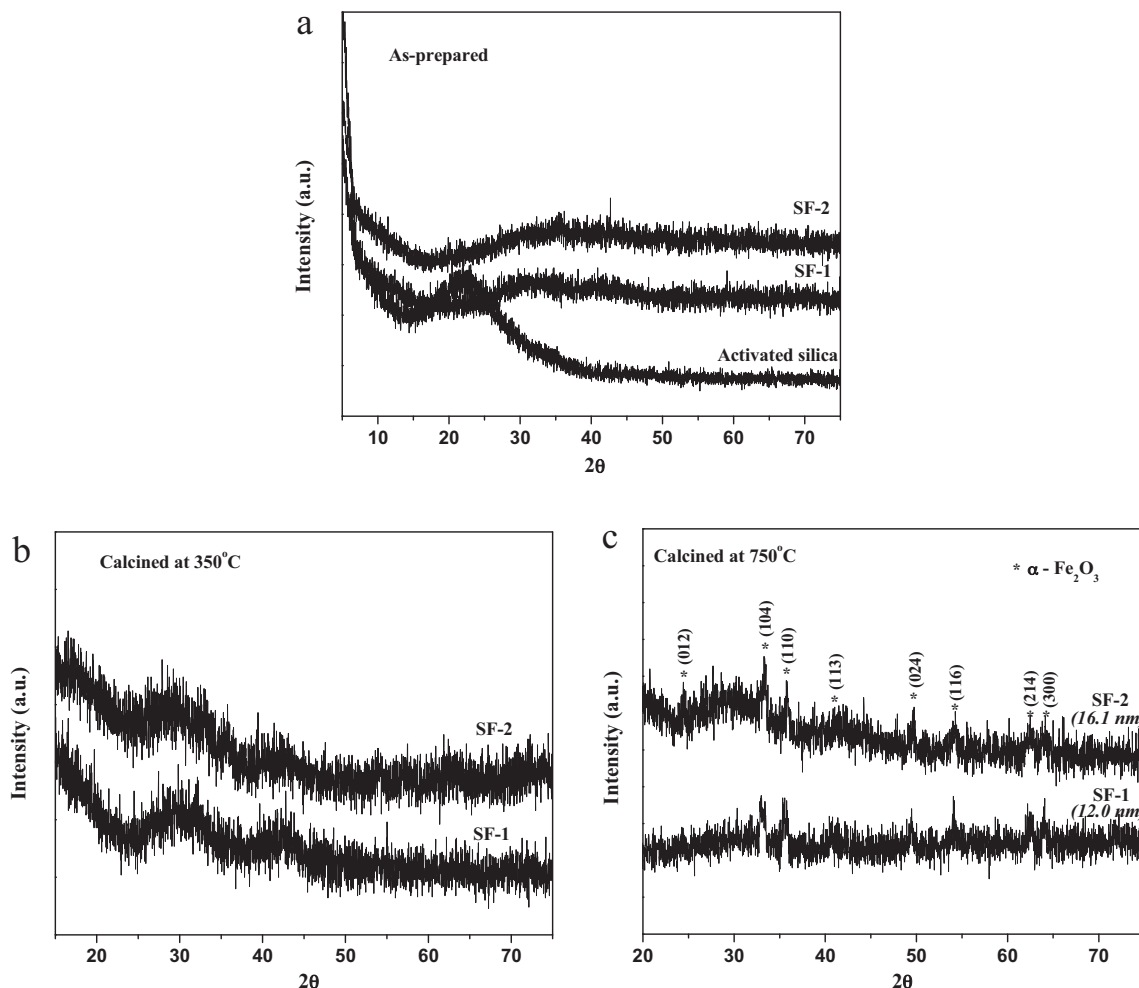 a
As-prepared
SF-2
SF-1
Activated silica
Intensity (a.u.)
10 20 30 40 50 60 70
2θ
b
Calcined at 350°C
SF-2
SF-1
Intensity (a.u.)
20 30 40 50 60 70
2θ
c
Calcined at 750°C
* α - Fe₂O₃
* (012)
* (104)
* (110)
* (113)
* (024)
* (116)
* (214)
* (300)
SF-2
(16.1 nm)
SF-1
(12.0 nm)
Intensity (a.u.)
20 30 40 50 60 70
2θ